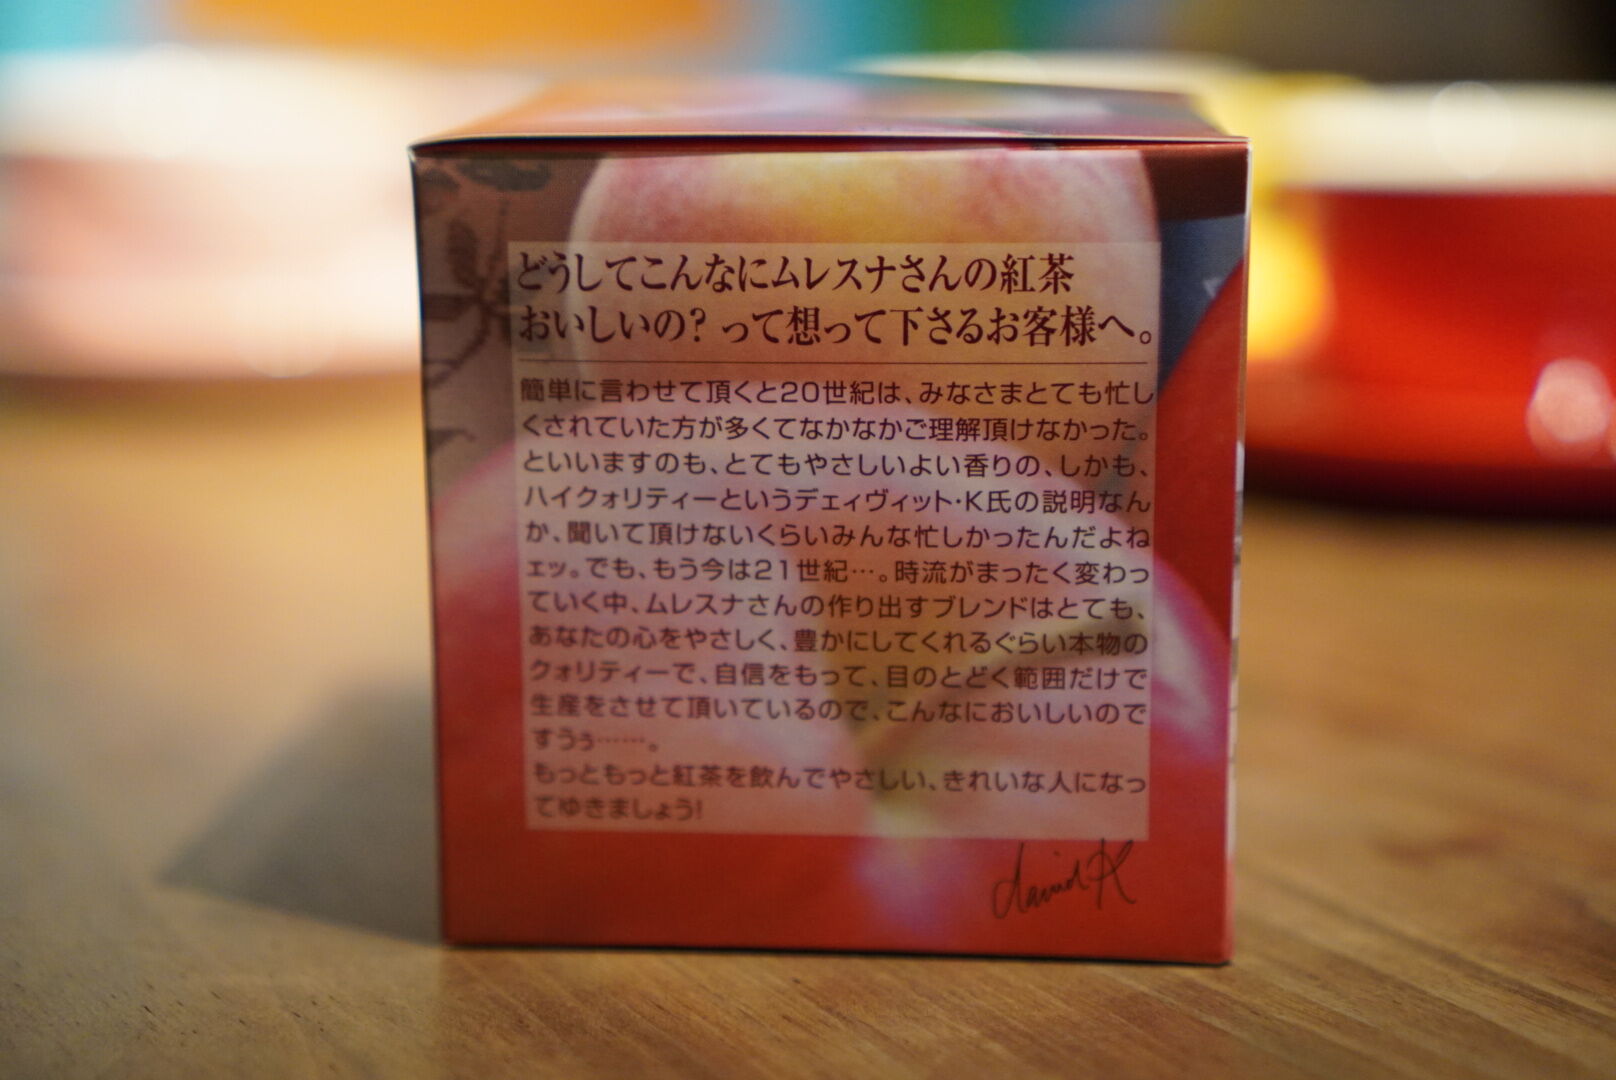 どうしてこんなにムレスナさんの紅茶
おいしいの？って想って下さるお客様へ。
簡単に言わせて頂くと20世紀は、みなさまとても忙し
くされていた方が多くてなかなかご理解頂けなかった。
といいますのも、とてもやさしいよい香りの、しかも、
ハイクォリティーというデェィヴィット・K氏の説明なん
か、聞いて頂けないくらいみんな忙しかったんだよね
ェッ。でも、もう今は21世紀…。時流がまったく変わっ
ていく中、ムレスナさんの作り出すブレンドはとても、
あなたの心をやさしく、豊かにしてくれるぐらい本物の
クォリティーで、自信をもって、目のとどく範囲だけで
生産をさせて頂いているので、こんなにおいしいので
すうぅ……。
もっともっと紅茶を飲んでやさしい、きれいな人になっ
てゆきましょう!
david K